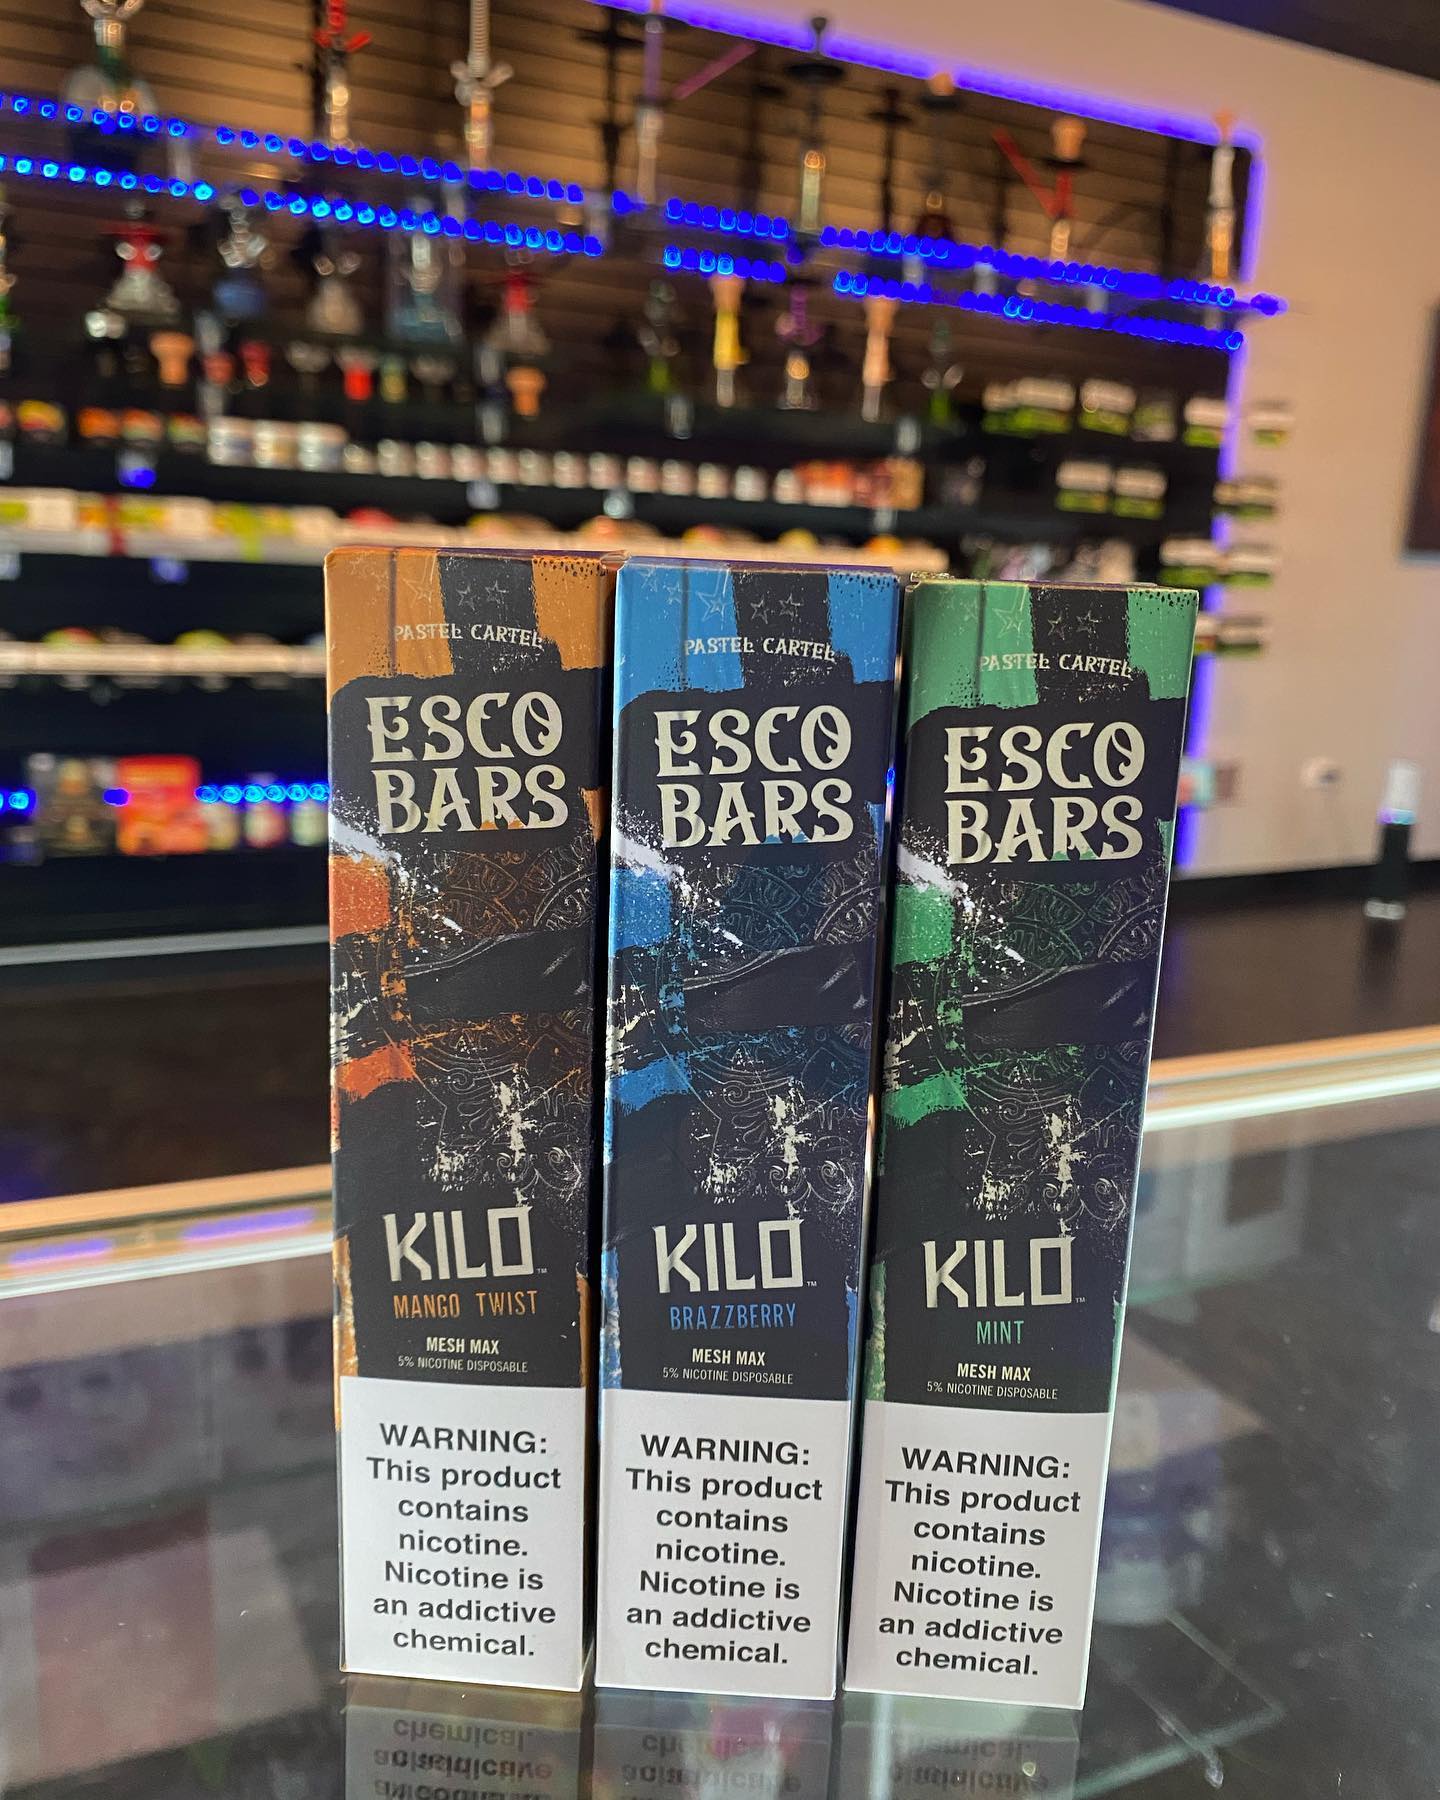 PASTEL CARTEL
ESCO
BARS
KILO™
MANGO TWIST
MESH MAX
5% NICOTINE DISPOSABLE
WARNING:
This product
contains
nicotine.
Nicotine is
an addictive
chemical.
PASTEL CARTEL
ESCO
BARS
KILO™
BRAZZBERRY
MESH MAX
5% NICOTINE DISPOSABLE
WARNING:
This product
contains
nicotine.
Nicotine is
an addictive
chemical.
PASTEL CARTEL
ESCO
BARS
KILO™
MINT
MESH MAX
5% NICOTINE DISPOSABLE
WARNING:
This product
contains
nicotine.
Nicotine is
an addictive
chemical.